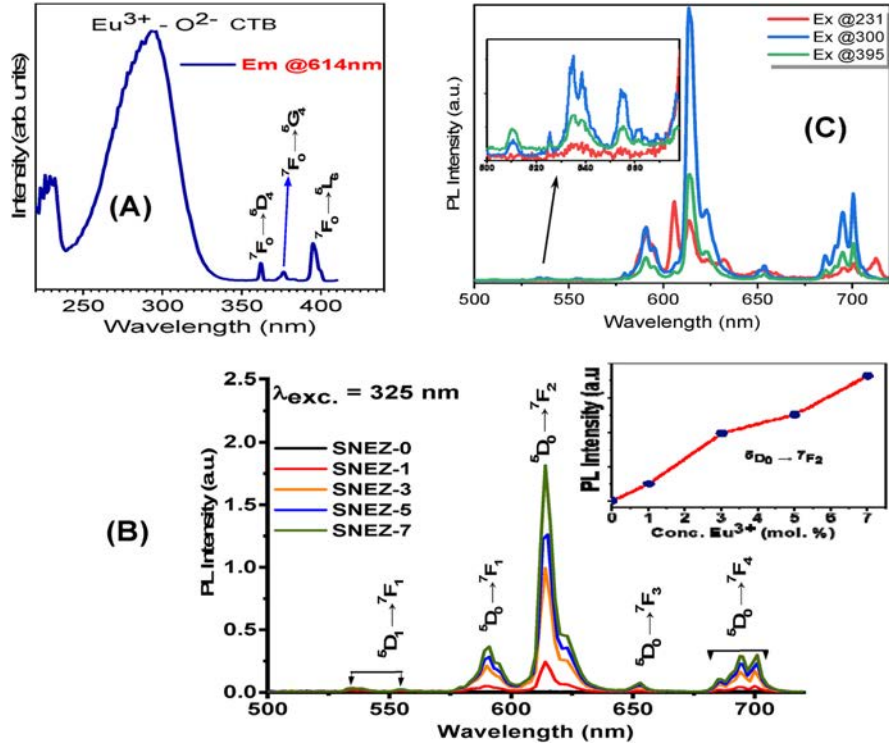 (A)
Eu³⁺ - O²⁻ CTB
Em @614nm
⁷F₀→⁵D₄
⁷F₀→⁵G₄
⁷F₀→⁵L₆
Intensity (arb. units)
250 300 350 400
Wavelength (nm)
(C)
Ex @231
Ex @300
Ex @395
PL Intensity (a.u.)
500 550 600 650 700
Wavelength (nm)
(B)
λexc. = 325 nm
SNEZ-0
SNEZ-1
SNEZ-3
SNEZ-5
SNEZ-7
PL Intensity (a.u.)
2.5
2.0
1.5
1.0
0.5
0.0
⁵D₁→⁷F₁
⁵D₀→⁷F₁
⁵D₀→⁷F₂
⁵D₀→⁷F₃
⁵D₀→⁷F₄
500 550 600 650 700
Wavelength (nm)
PL Intensity (a.u
⁵D₀→⁷F₂
0 1 2 3 4 5 6 7
Conc. Eu³⁺ (mol. %)